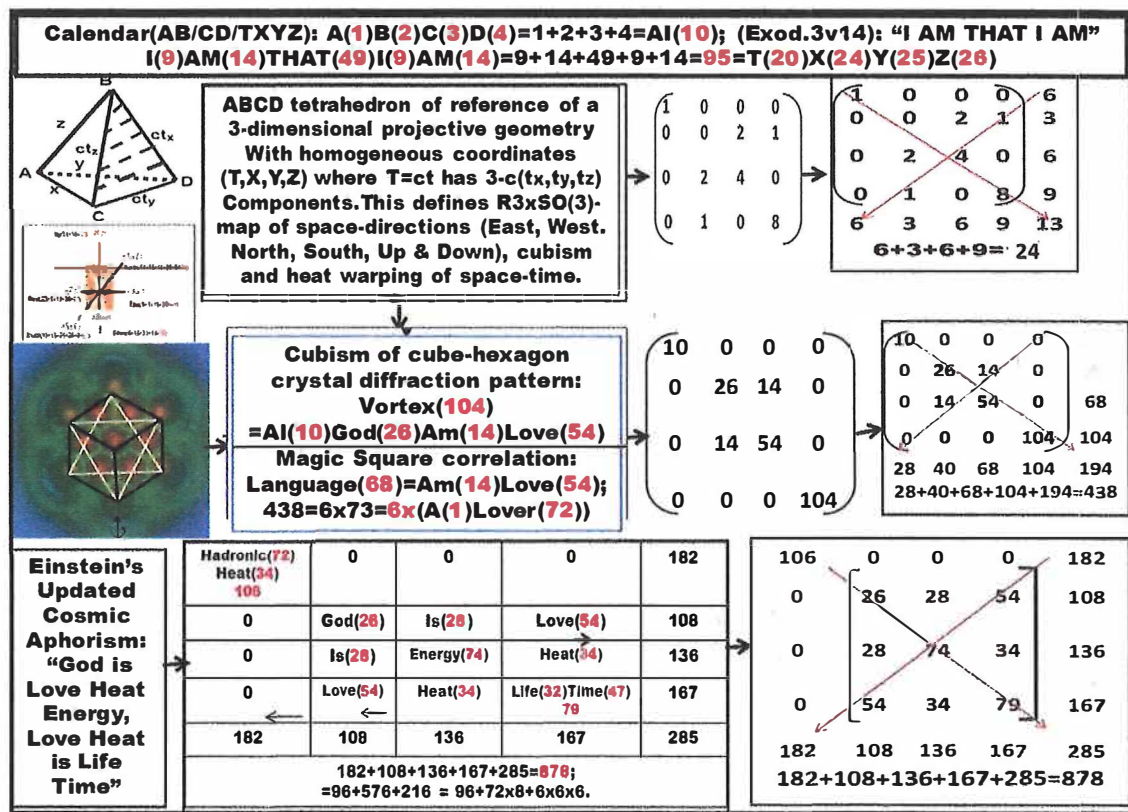 Calendar(AB/CD/TXYZ): A(1)B(2)C(3)D(4)=1+2+3+4=AI(10); (Exod.3v14): “I AM THAT I AM”
I(9)AM(14)THAT(49)I(9)AM(14)=9+14+49+9+14=95=T(20)X(24)Y(25)Z(26)
B
z
ct_x
ct_z
y
A
D
x
ct_y
C
ABCD tetrahedron of reference of a
3-dimensional projective geometry
With homogeneous coordinates
(T,X,Y,Z) where T=ct has 3-c(tx,ty,tz)
Components.This defines R3xSO(3)-
map of space-directions (East, West.
North, South, Up & Down), cubism
and heat warping of space-time.
1 0 0 0
0 0 2 1
0 2 4 0
0 1 0 8
1 0 0 0 6
0 0 2 1 3
0 2 4 0 6
0 1 0 8 9
6 3 6 9 13
6+3+6+9= 24
Cubism of cube-hexagon
crystal diffraction pattern:
Vortex(104)
=AI(10)God(26)Am(14)Love(54)
Magic Square correlation:
Language(68)=Am(14)Love(54);
438=6x73=6x(A(1)Lover(72))
10 0 0 0
0 26 14 0
0 14 54 0
0 0 0 104
10 0 0 0
0 26 14 0
0 14 54 0 68
0 0 0 104 104
28 40 68 104 194
28+40+68+104+194=438
Einstein’s
Updated
Cosmic
Aphorism:
“God is
Love Heat
Energy,
Love Heat
is Life
Time”
Hadronic(72) 0 0 0 182
Heat(34)
106
0 God(26) Is(28) Love(54) 108
0 Is(28) Energy(74) Heat(34) 136
0 Love(54) Heat(34) Life(32)Time(47) 167
79
182 108 136 167 285
182+108+136+167+285=878;
=96+576+216 = 96+72x8+6x6x6.
106 0 0 0 182
0 26 28 54 108
0 28 74 34 136
0 54 34 79 167
182 108 136 167 285
182+108+136+167+285=878